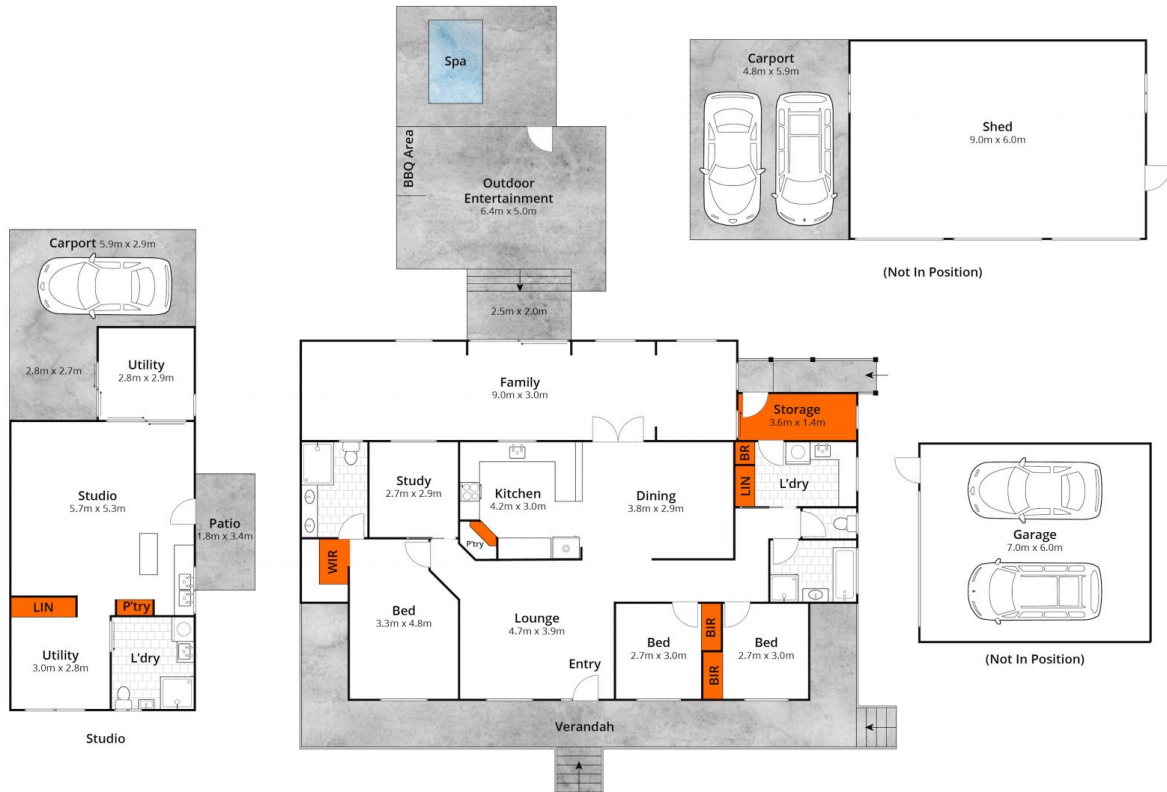 Spa
BBQ Area
Outdoor
Entertainment
6.4m x 5.0m
2.5m x 2.0m
Carport
4.8m x 5.9m
Shed
9.0m x 6.0m
(Not In Position)
Carport 5.9m x 2.9m
2.8m x 2.7m
Utility
2.8m x 2.9m
Studio
5.7m x 5.3m
Patio
1.8m x 3.4m
LIN
P'try
Utility
3.0m x 2.8m
L'dry
Studio
Family
9.0m x 3.0m
Storage
3.6m x 1.4m
Study
2.7m x 2.9m
Kitchen
4.2m x 3.0m
P'try
Dining
3.8m x 2.9m
BR
LIN
L'dry
WIR
Bed
3.3m x 4.8m
Lounge
4.7m x 3.9m
Entry
Bed
2.7m x 3.0m
BIR
BIR
Bed
2.7m x 3.0m
Verandah
Garage
7.0m x 6.0m
(Not In Position)